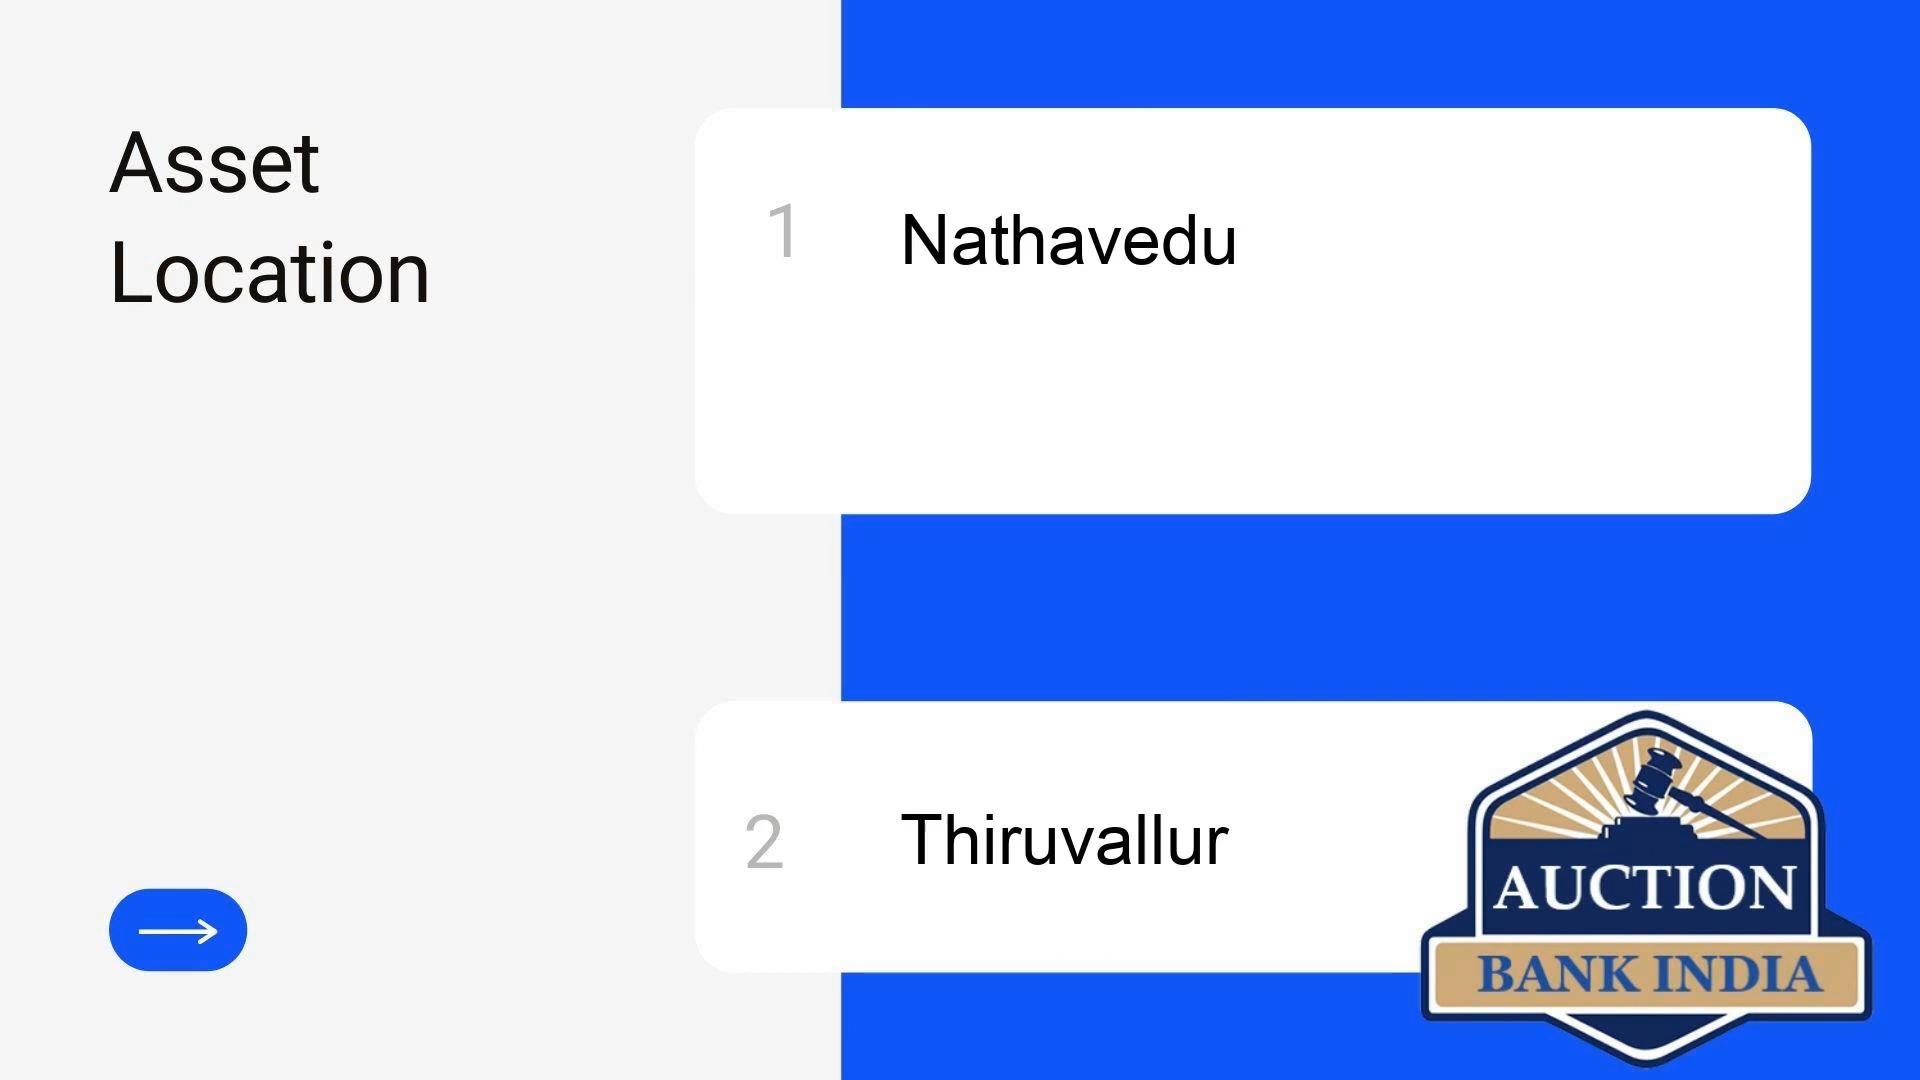 Asset
Location
1
Nathavedu
2
Thiruvallur
AUCTION
BANK INDIA